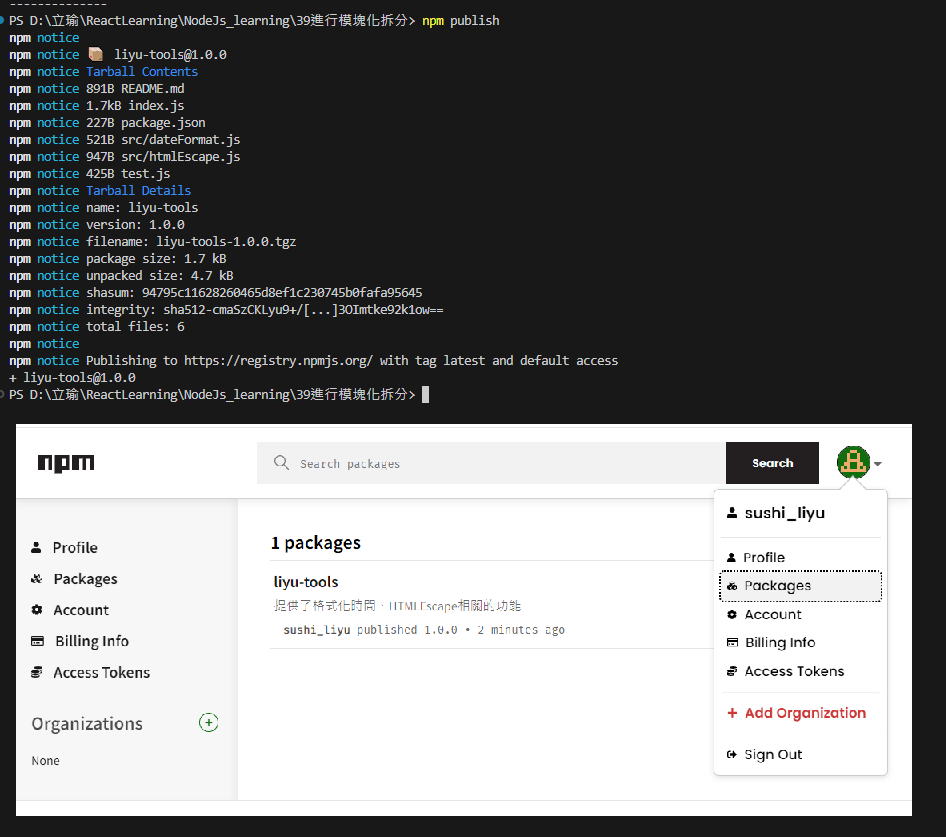 --------------
PS D:\立瑜\ReactLearning\NodeJs_learning\39進行模塊化拆分> npm publish
npm notice
npm notice 📦 liyu-tools@1.0.0
npm notice Tarball Contents
npm notice 891B README.md
npm notice 1.7kB index.js
npm notice 227B package.json
npm notice 521B src/dateFormat.js
npm notice 947B src/htmlEscape.js
npm notice 425B test.js
npm notice Tarball Details
npm notice name: liyu-tools
npm notice version: 1.0.0
npm notice filename: liyu-tools-1.0.0.tgz
npm notice package size: 1.7 kB
npm notice unpacked size: 4.7 kB
npm notice shasum: 94795c11628260465d8ef1c230745b0fafa95645
npm notice integrity: sha512-cmaSzCKLyu9+/[...]3OImtke92k1ow==
npm notice total files: 6
npm notice
npm notice Publishing to https://registry.npmjs.org/ with tag latest and default access
+ liyu-tools@1.0.0
PS D:\立瑜\ReactLearning\NodeJs_learning\39進行模塊化拆分>
npm
Search packages
Search
Profile
Packages
Account
Billing Info
Access Tokens
Organizations
None
1 packages
liyu-tools
提供了格式化時間、HTMLEscape相關的功能
sushi_liyu published 1.0.0 • 2 minutes ago
sushi_liyu
Profile
Packages
Account
Billing Info
Access Tokens
+ Add Organization
Sign Out